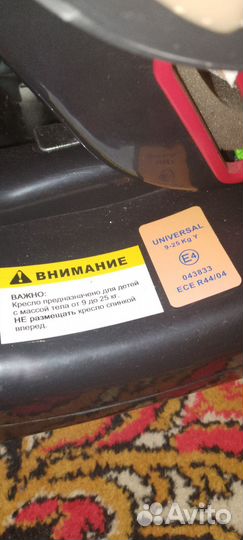 ВНИМАНИЕ
ВАЖНО:
Кресло предназначено для детей
с массой тела от 9 до 25 кг.
НЕ размещать кресло спинкой
вперед.
UNIVERSAL
9-25 Kg Y
E4
043833
ECE R44/04
Avito